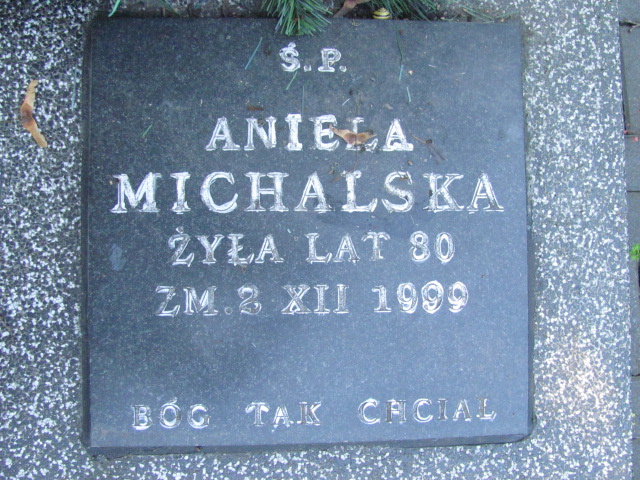 Ś.P.
ANIELA
MICHALSKA
ŻYŁA LAT 80
ZM. 2 XII 1999
BÓG TAK CHCIAŁ